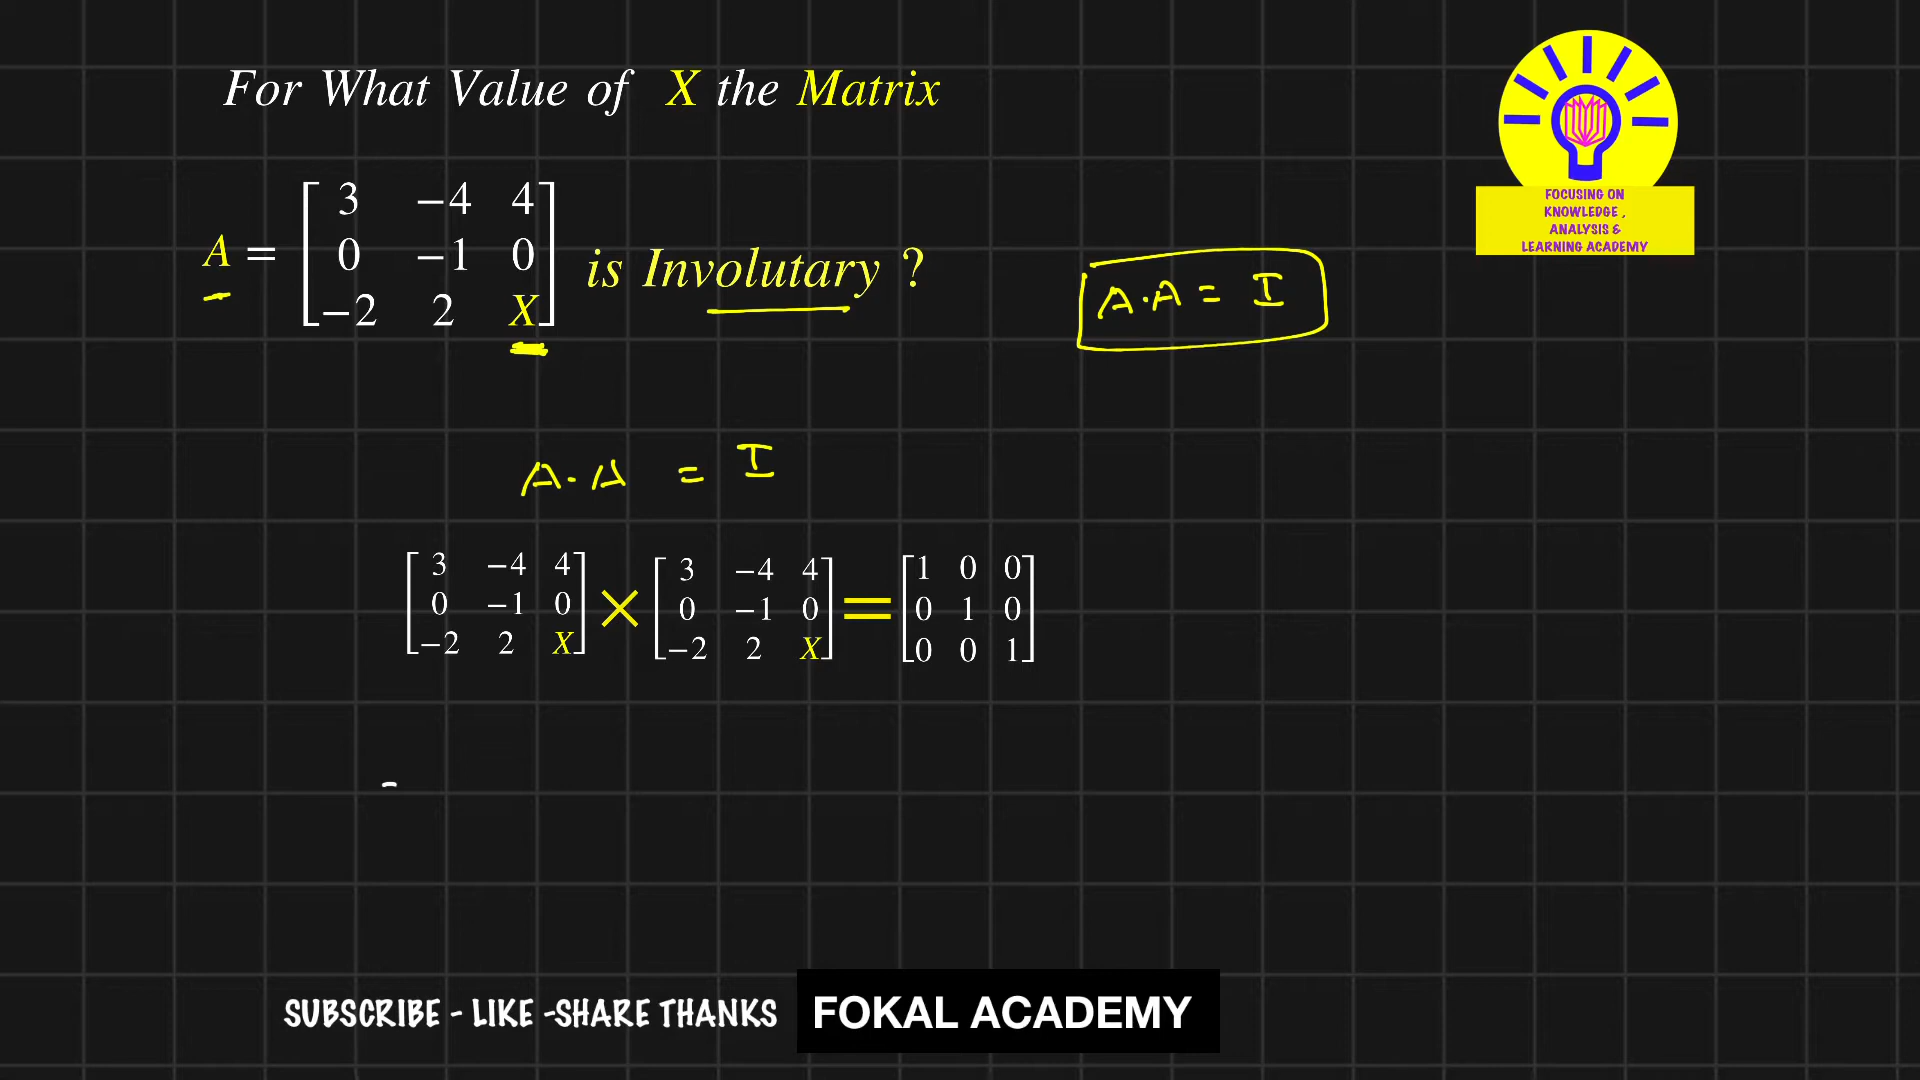 For What Value of X the Matrix
A = [ 3 −4 4
0 −1 0
−2 2 X ] is Involutary ?
A·A = I
FOCUSING ON
KNOWLEDGE ,
ANALYSIS &
LEARNING ACADEMY
A·A = I
[ 3 −4 4
0 −1 0
−2 2 X ] × [ 3 −4 4
0 −1 0
−2 2 X ] = [ 1 0 0
0 1 0
0 0 1 ]
-
SUBSCRIBE - LIKE -SHARE THANKS FOKAL ACADEMY